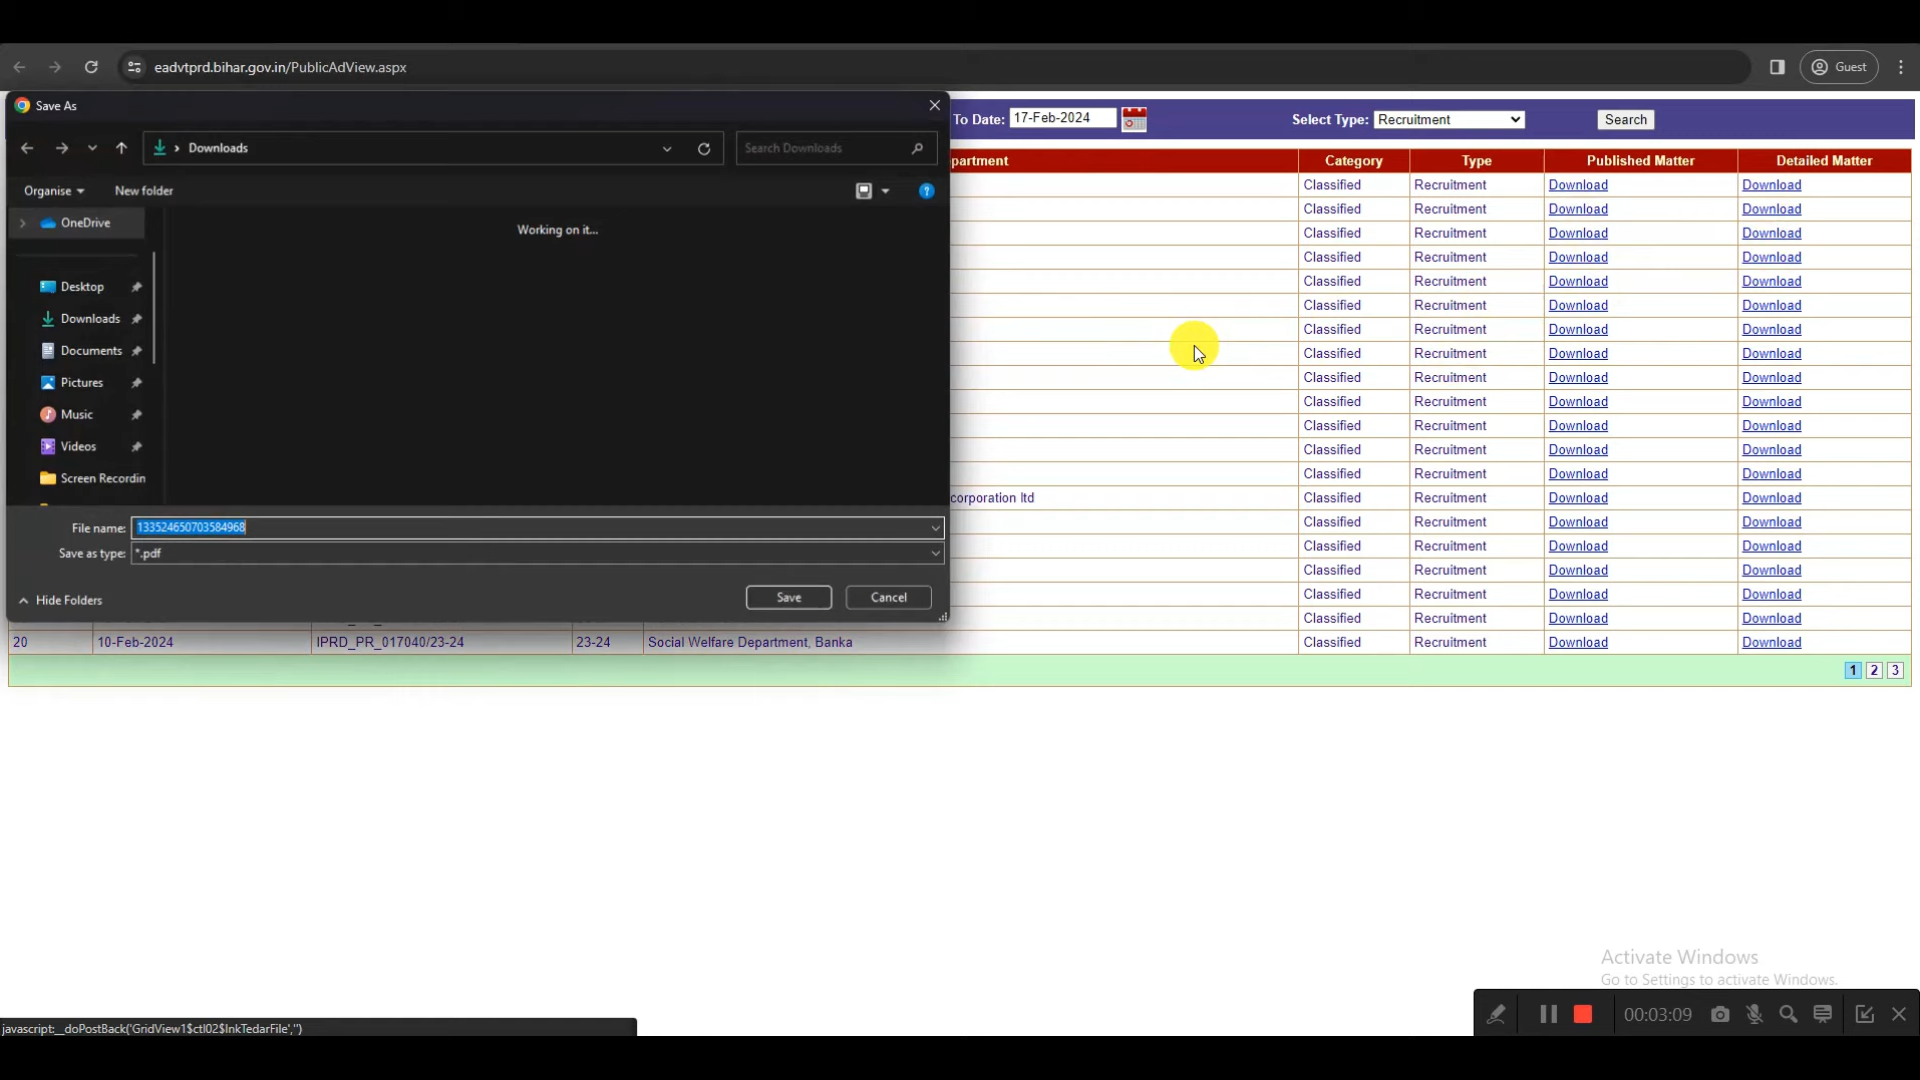 eadvtprd.bihar.gov.in/PublicAdView.aspx
Guest
Save As
To Date: 17-Feb-2024 Select Type: Recruitment Search
Downloads
Search Downloads
partment Category Type Published Matter Detailed Matter
Organise New folder
Classified Recruitment Download Download
Classified Recruitment Download Download
OneDrive
Working on it...
Classified Recruitment Download Download
Classified Recruitment Download Download
Desktop
Classified Recruitment Download Download
Downloads
Classified Recruitment Download Download
Classified Recruitment Download Download
Documents
Classified Recruitment Download Download
Pictures
Classified Recruitment Download Download
Music
Classified Recruitment Download Download
Classified Recruitment Download Download
Videos
Classified Recruitment Download Download
Screen Recordin
Classified Recruitment Download Download
corporation ltd Classified Recruitment Download Download
File name: 133524650703584968
Classified Recruitment Download Download
Save as type: *.pdf
Classified Recruitment Download Download
Classified Recruitment Download Download
Hide Folders Save Cancel
Classified Recruitment Download Download
Classified Recruitment Download Download
20 10-Feb-2024 IPRD_PR_017040/23-24 23-24 Social Welfare Department, Banka Classified Recruitment Download Download
1 2 3
Activate Windows
Go to Settings to activate Windows.
00:03:09
javascript:__doPostBack('GridView1$ctl02$lnkTedarFile','')